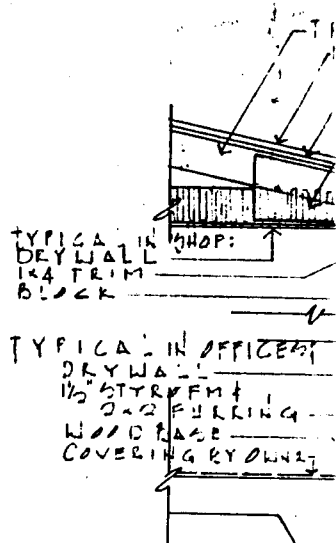 TYPICAL IN SHOP:
DRYWALL
1x4 TRIM
BLOCK
TYPICAL IN OFFICES;
DRYWALL
1½" STYROFM &
2x2 FURRING
WOOD BASE
COVERING BY OWNR